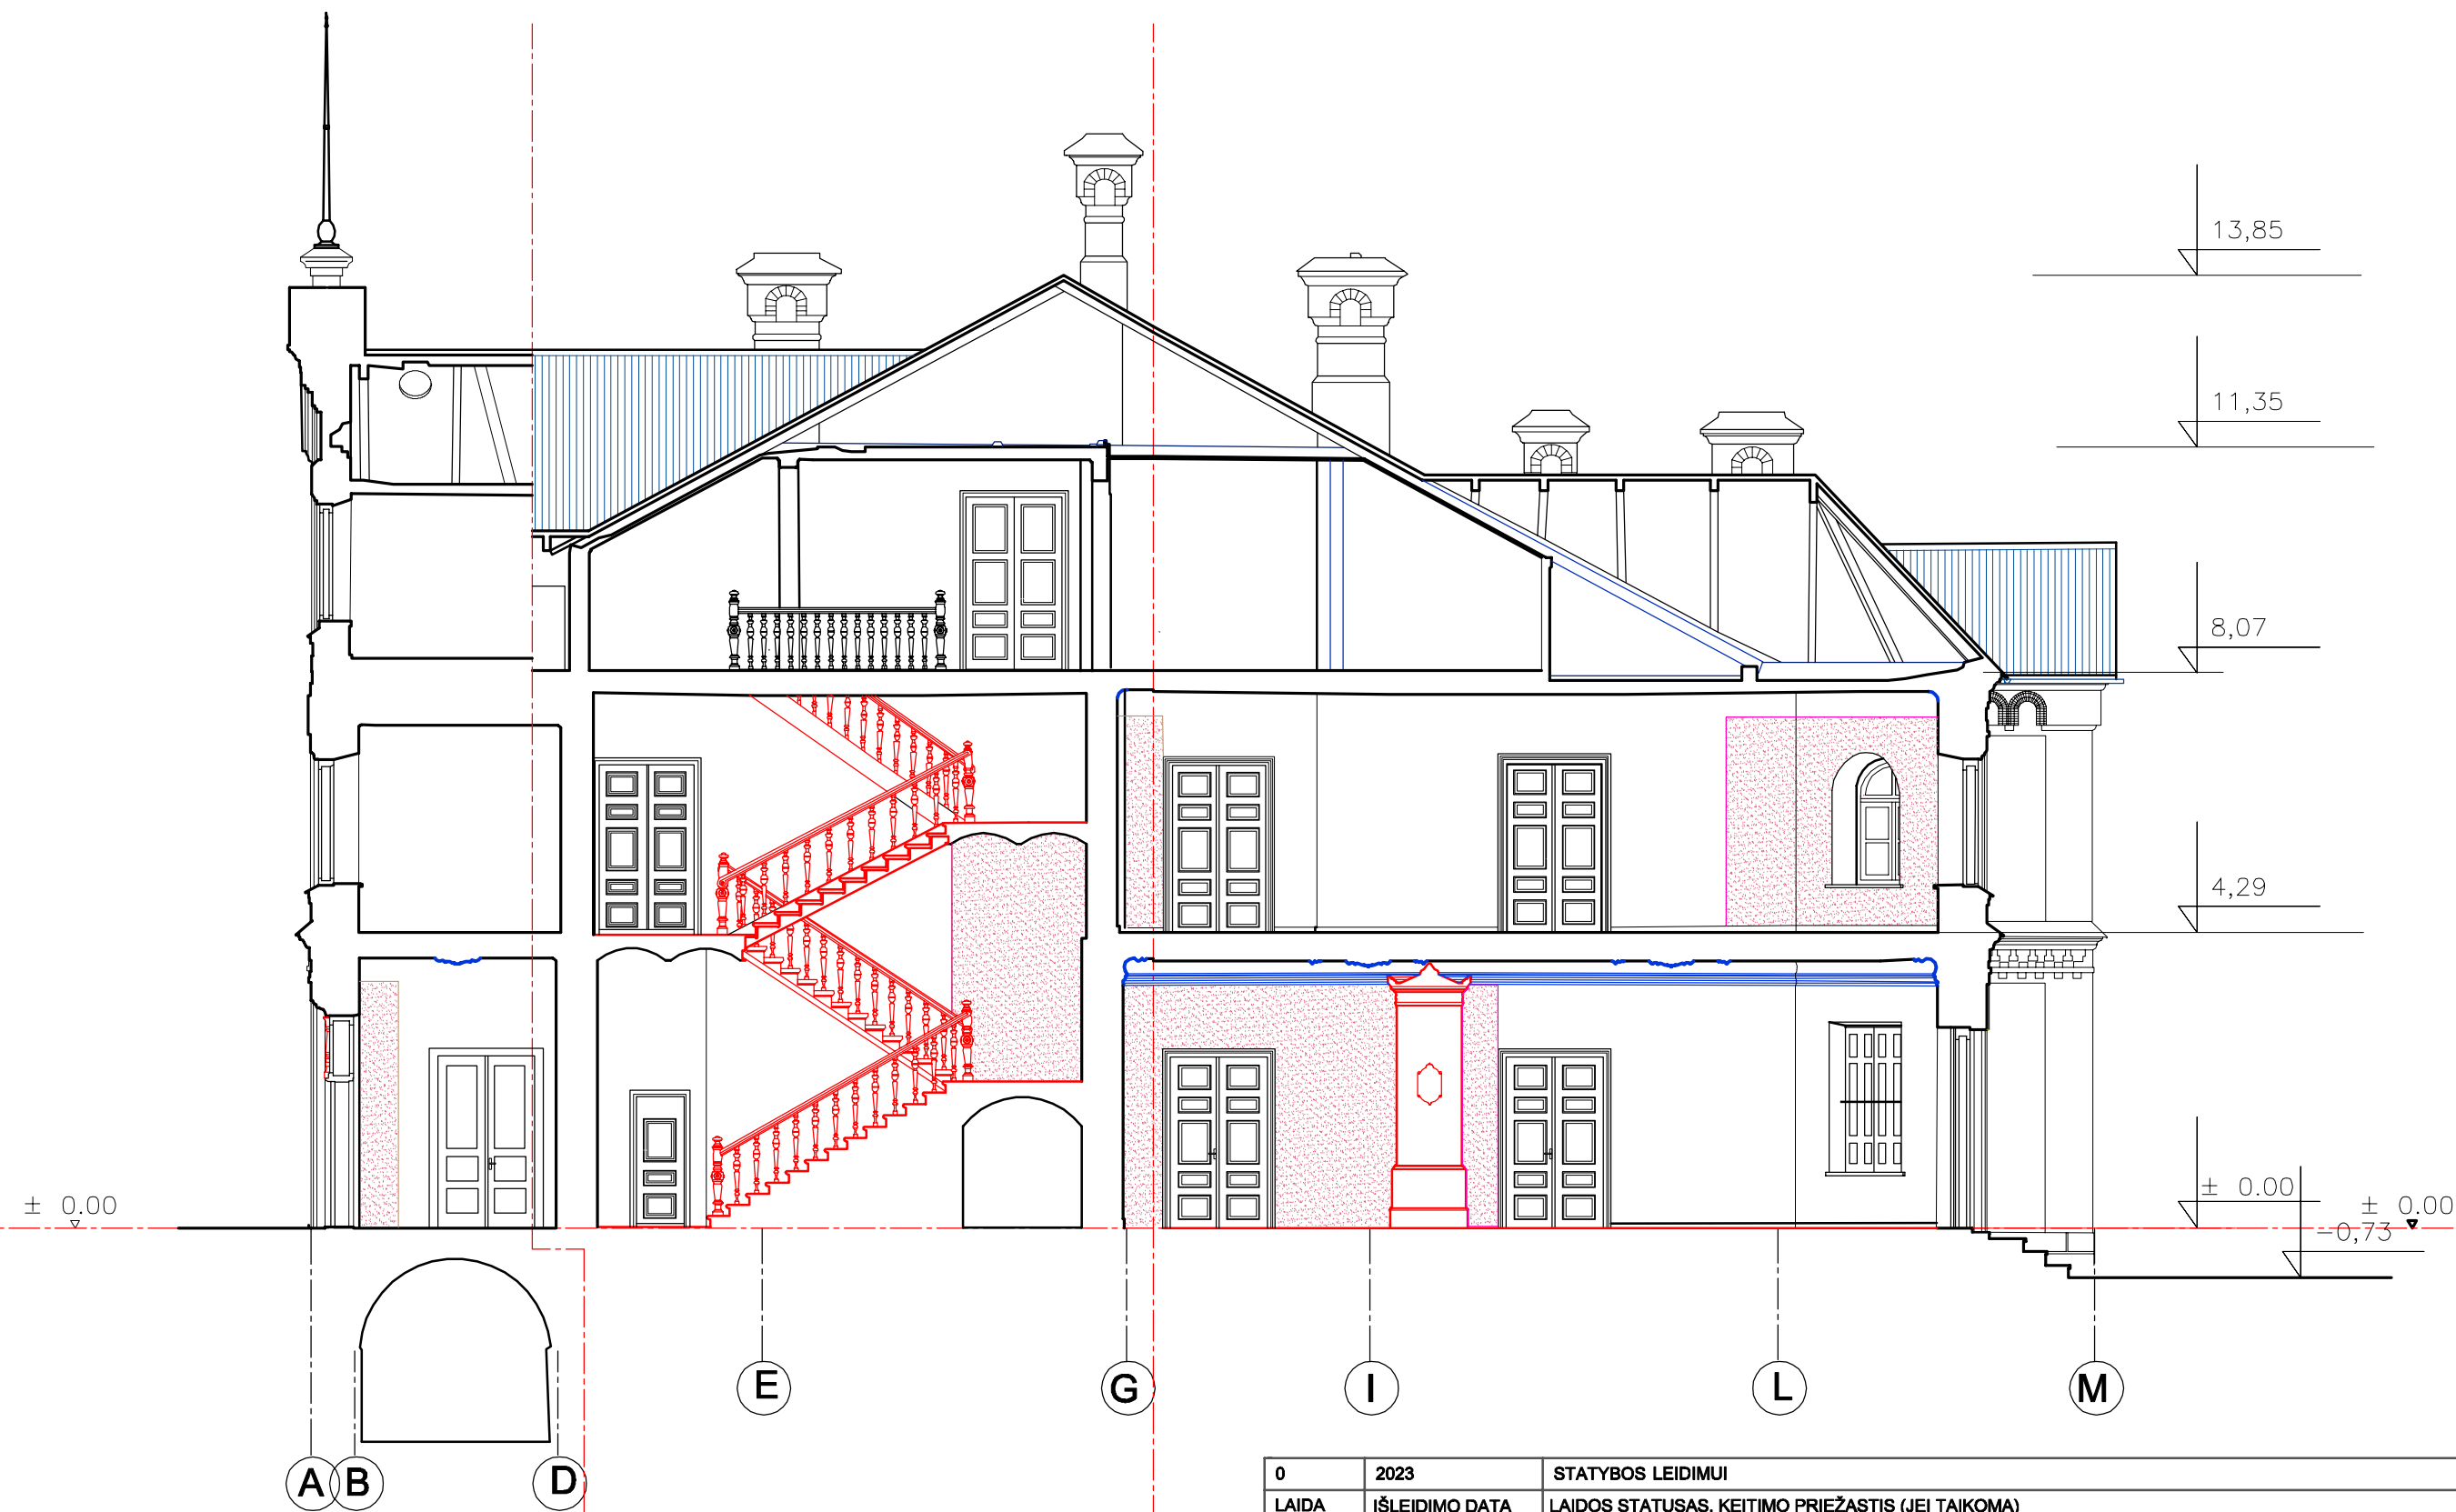 13,85
11,35
8,07
4,29
± 0.00
± 0.00
± 0.00
-0,73
E
G
I
L
M
A
B
D
0 2023 STATYBOS LEIDIMUI
LAIDA IŠLEIDIMO DATA LAIDOS STATUSAS. KEITIMO PRIEŽASTIS (JEI TAIKOMA)